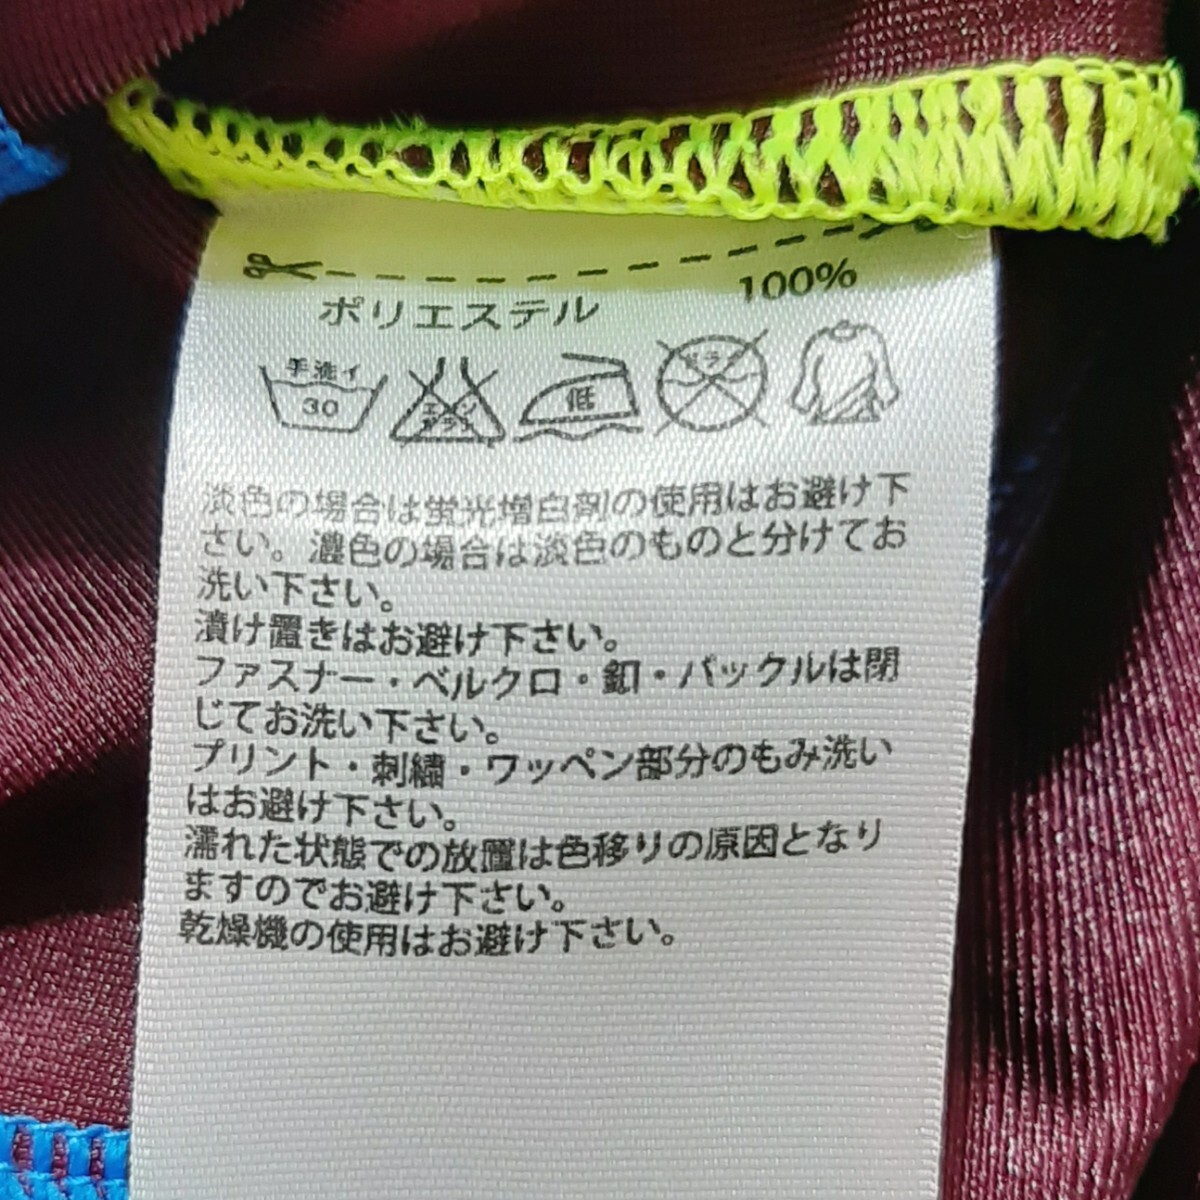 ポリエステル 100%
手洗イ 30 エンソサラシ 低 ドライ
淡色の場合は蛍光増白剤の使用はお避け下
さい。濃色の場合は淡色のものと分けてお
洗い下さい。
漬け置きはお避け下さい。
ファスナー・ベルクロ・釦・バックルは閉
じてお洗い下さい。
プリント・刺繍・ワッペン部分のもみ洗い
はお避け下さい。
濡れた状態での放置は色移りの原因となり
ますのでお避け下さい。
乾燥機の使用はお避け下さい。